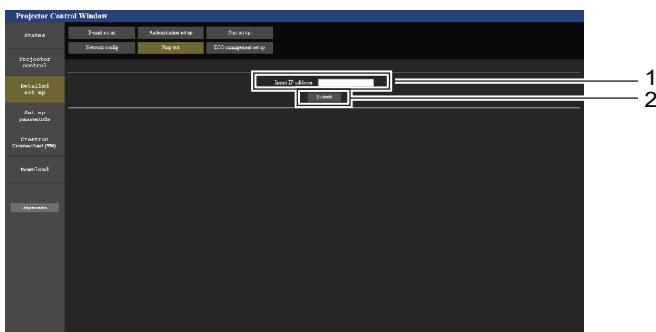 Projector Control Window
Status
E-mail set up
Authentication set up
Port set up
Network config
Ping test
ECO management set up
Projector
control
Detailed
set up
Input IP address
1
Submit
2
Set up
passwords
Crestron
Connected(TM)
Download
Japanese